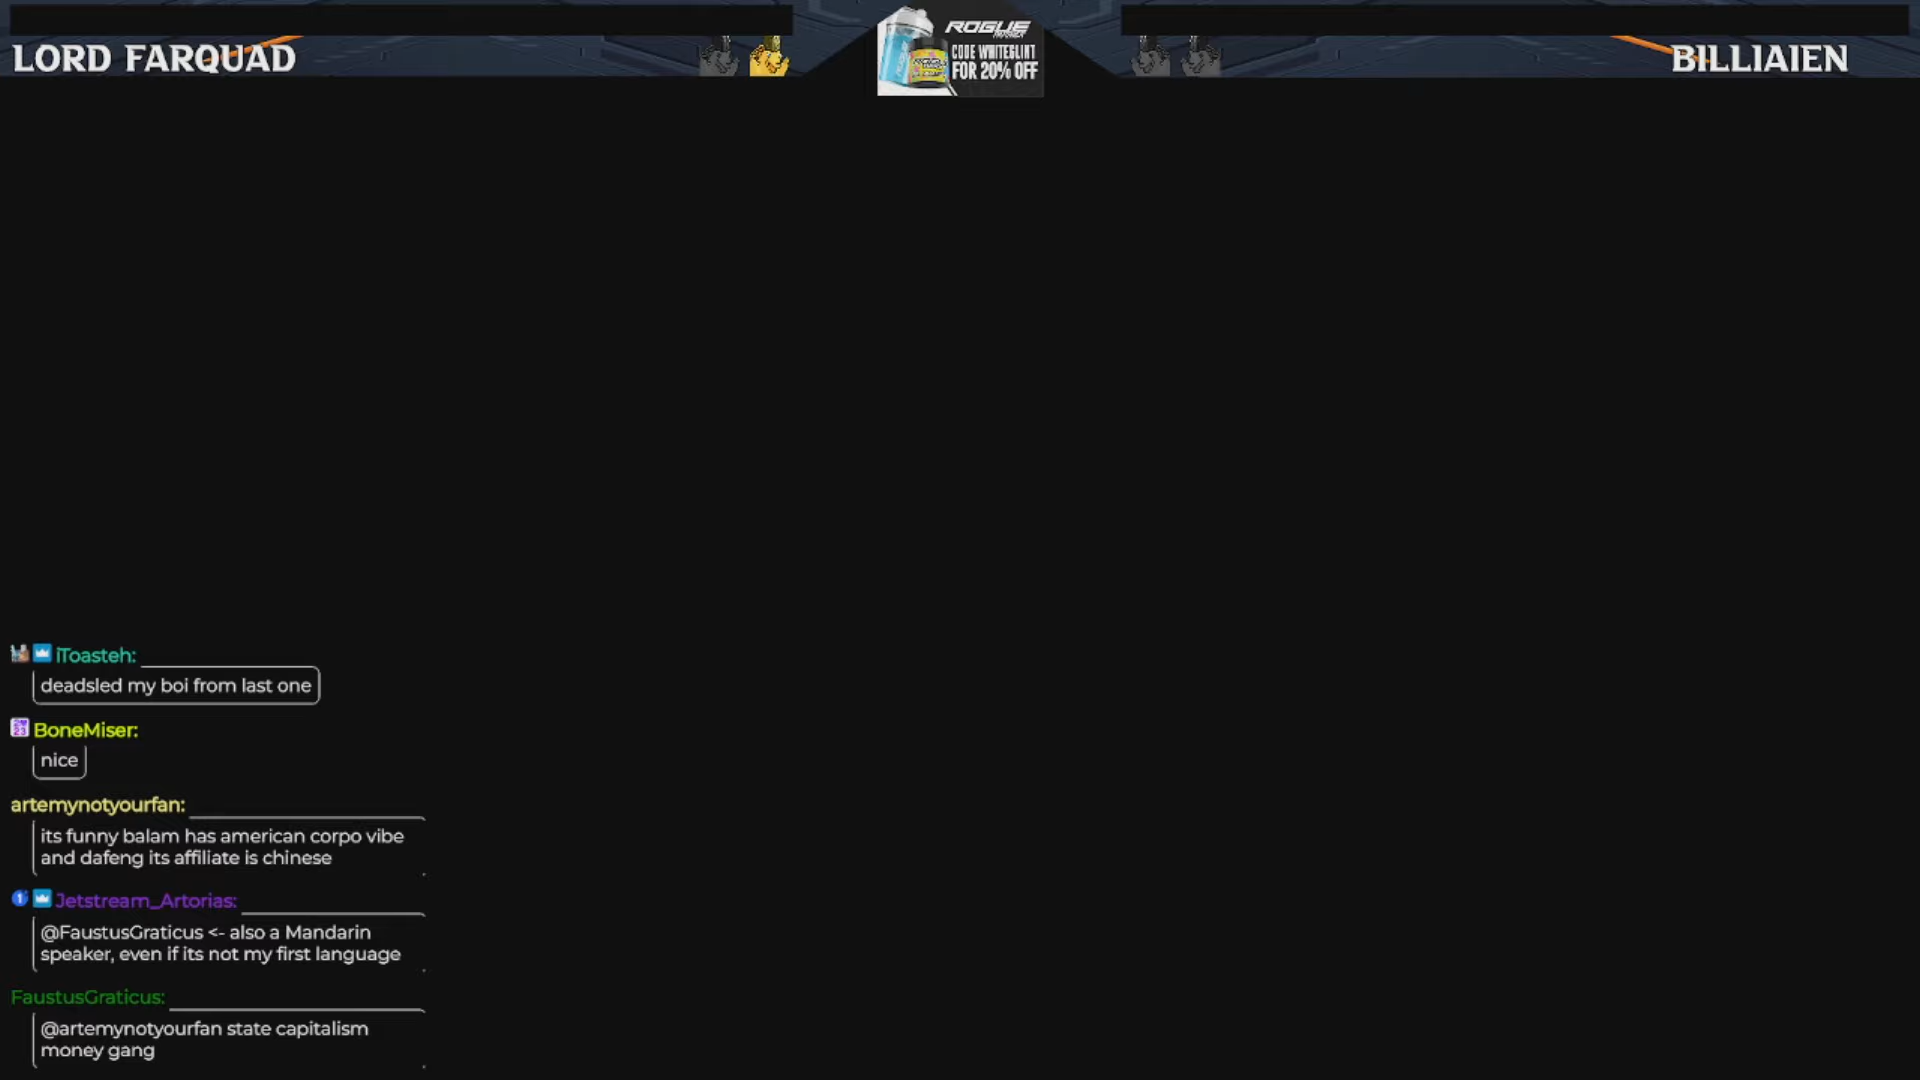 LORD FARQUAD
ROGUE
CODE WHITEGLINT
FOR 20% OFF
BILLIAIEN
iToasteh:
deadsled my boi from last one
BoneMiser:
nice
artemynotyourfan:
its funny balam has american corpo vibe
and dafeng its affiliate is chinese
Jetstream_Artorias:
@FaustusGraticus <- also a Mandarin
speaker, even if its not my first language
FaustusGraticus:
@artemynotyourfan state capitalism
money gang